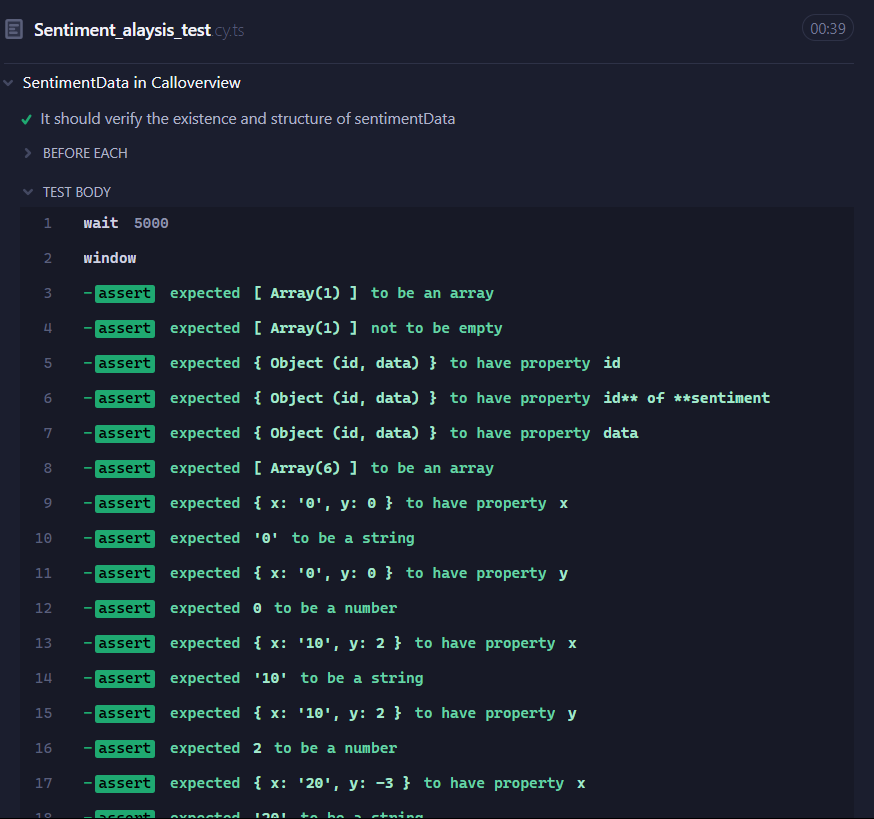 Sentiment_alaysis_test.cy.ts 00:39
SentimentData in Calloverview
It should verify the existence and structure of sentimentData
BEFORE EACH
TEST BODY
1 wait 5000
2 window
3 -assert expected [ Array(1) ] to be an array
4 -assert expected [ Array(1) ] not to be empty
5 -assert expected { Object (id, data) } to have property id
6 -assert expected { Object (id, data) } to have property id** of **sentiment
7 -assert expected { Object (id, data) } to have property data
8 -assert expected [ Array(6) ] to be an array
9 -assert expected { x: '0', y: 0 } to have property x
10 -assert expected '0' to be a string
11 -assert expected { x: '0', y: 0 } to have property y
12 -assert expected 0 to be a number
13 -assert expected { x: '10', y: 2 } to have property x
14 -assert expected '10' to be a string
15 -assert expected { x: '10', y: 2 } to have property y
16 -assert expected 2 to be a number
17 -assert expected { x: '20', y: -3 } to have property x
18 -assert expected '20' to be a string